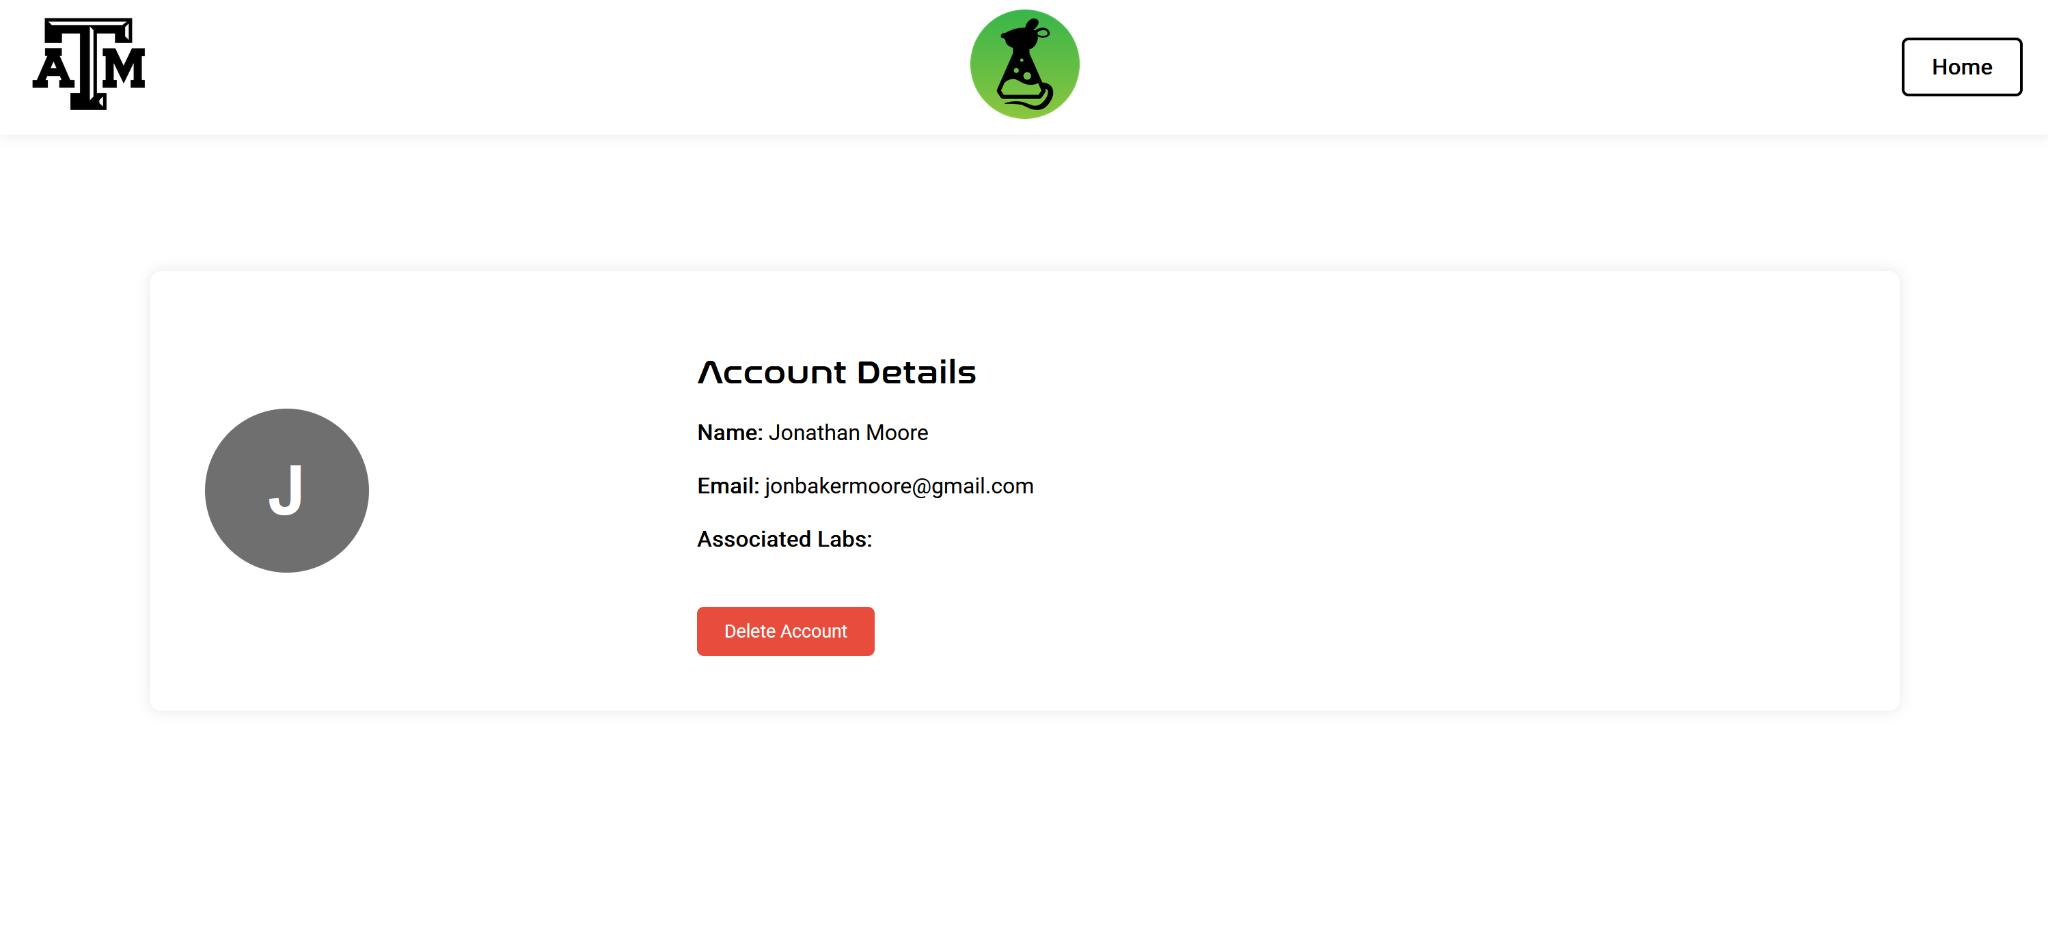 ATM
Home
Account Details
Name: Jonathan Moore
Email: jonbakermoore@gmail.com
Associated Labs:
J
Delete Account